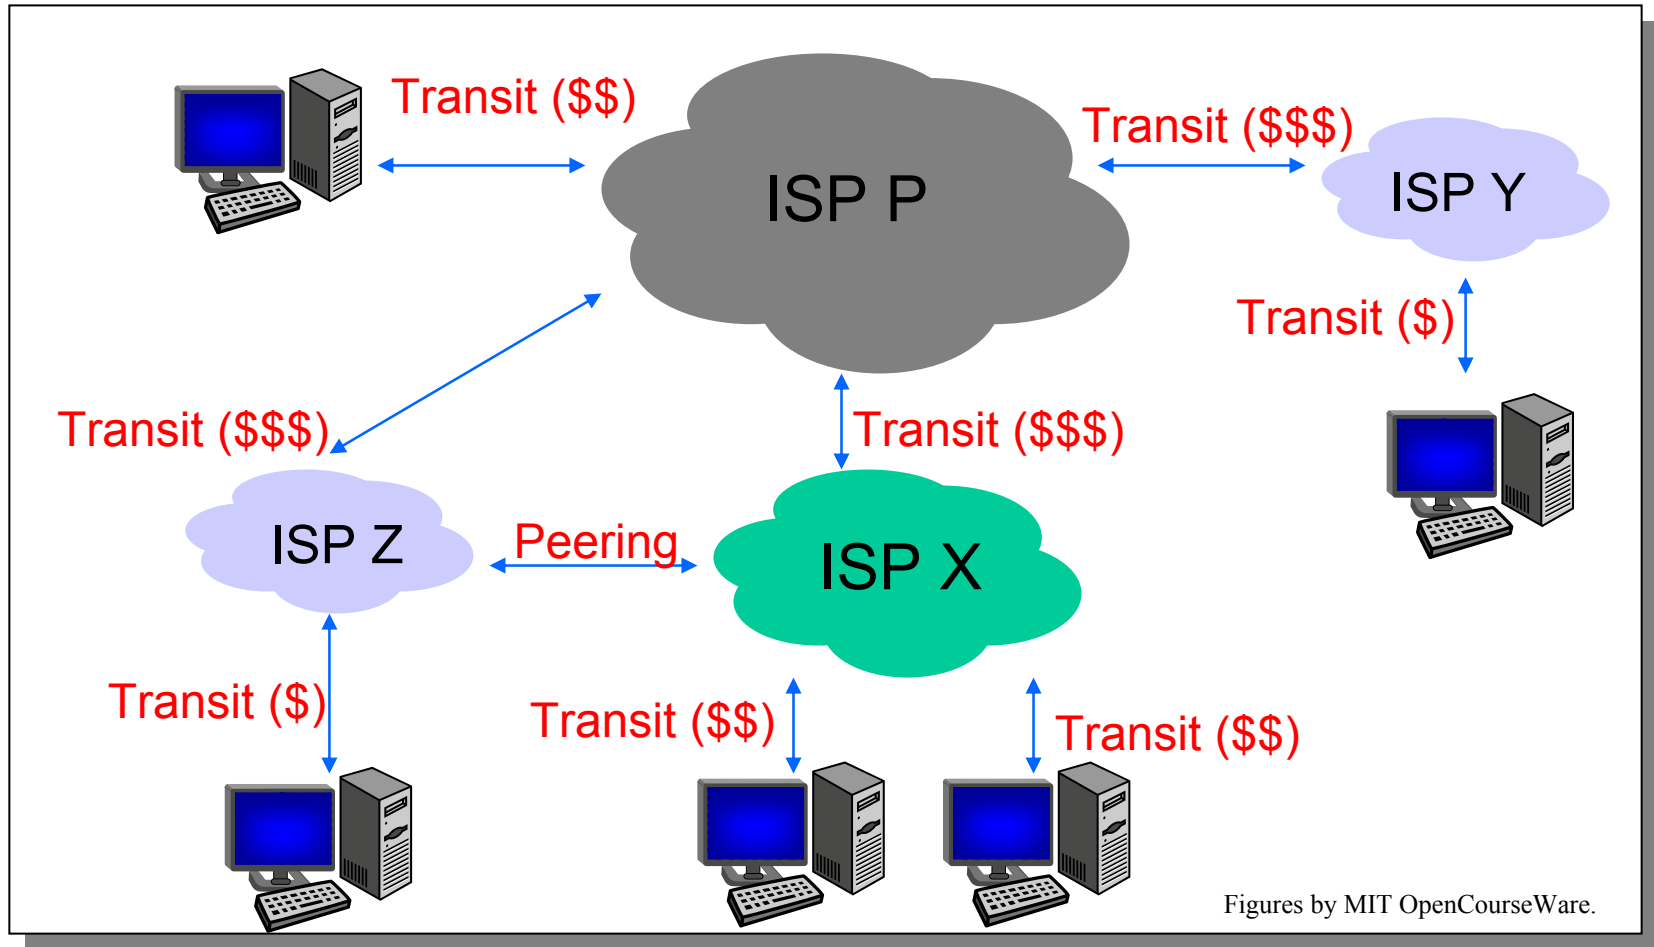 Transit ($$)
ISP P
Transit ($$$)
ISP Y
Transit ($)
Transit ($$$)
Transit ($$$)
ISP Z
Peering
ISP X
Transit ($)
Transit ($$)
Transit ($$)
Figures by MIT OpenCourseWare.